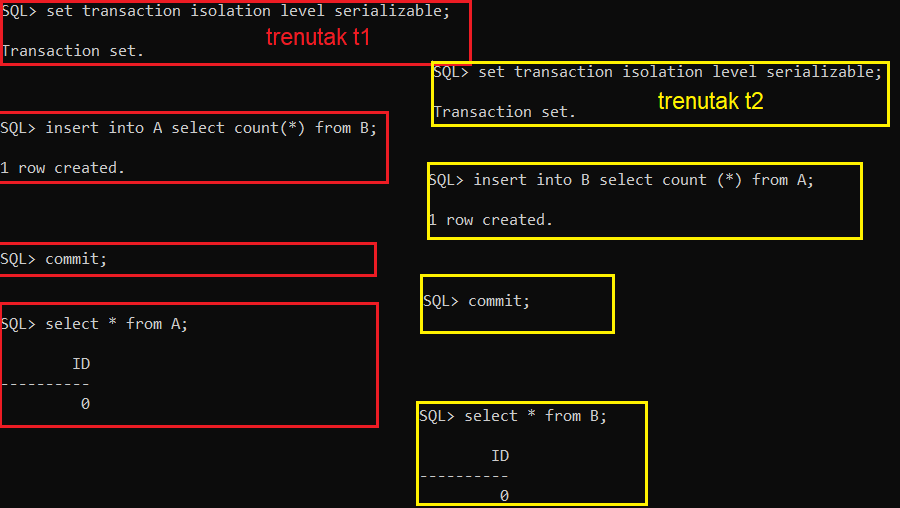 SQL> set transaction isolation level serializable;
trenutak t1
Transaction set.
SQL> set transaction isolation level serializable;
trenutak t2
Transaction set.
SQL> insert into A select count(*) from B;
1 row created.
SQL> insert into B select count (*) from A;
1 row created.
SQL> commit;
SQL> commit;
SQL> select * from A;
ID
----------
0
SQL> select * from B;
ID
----------
0